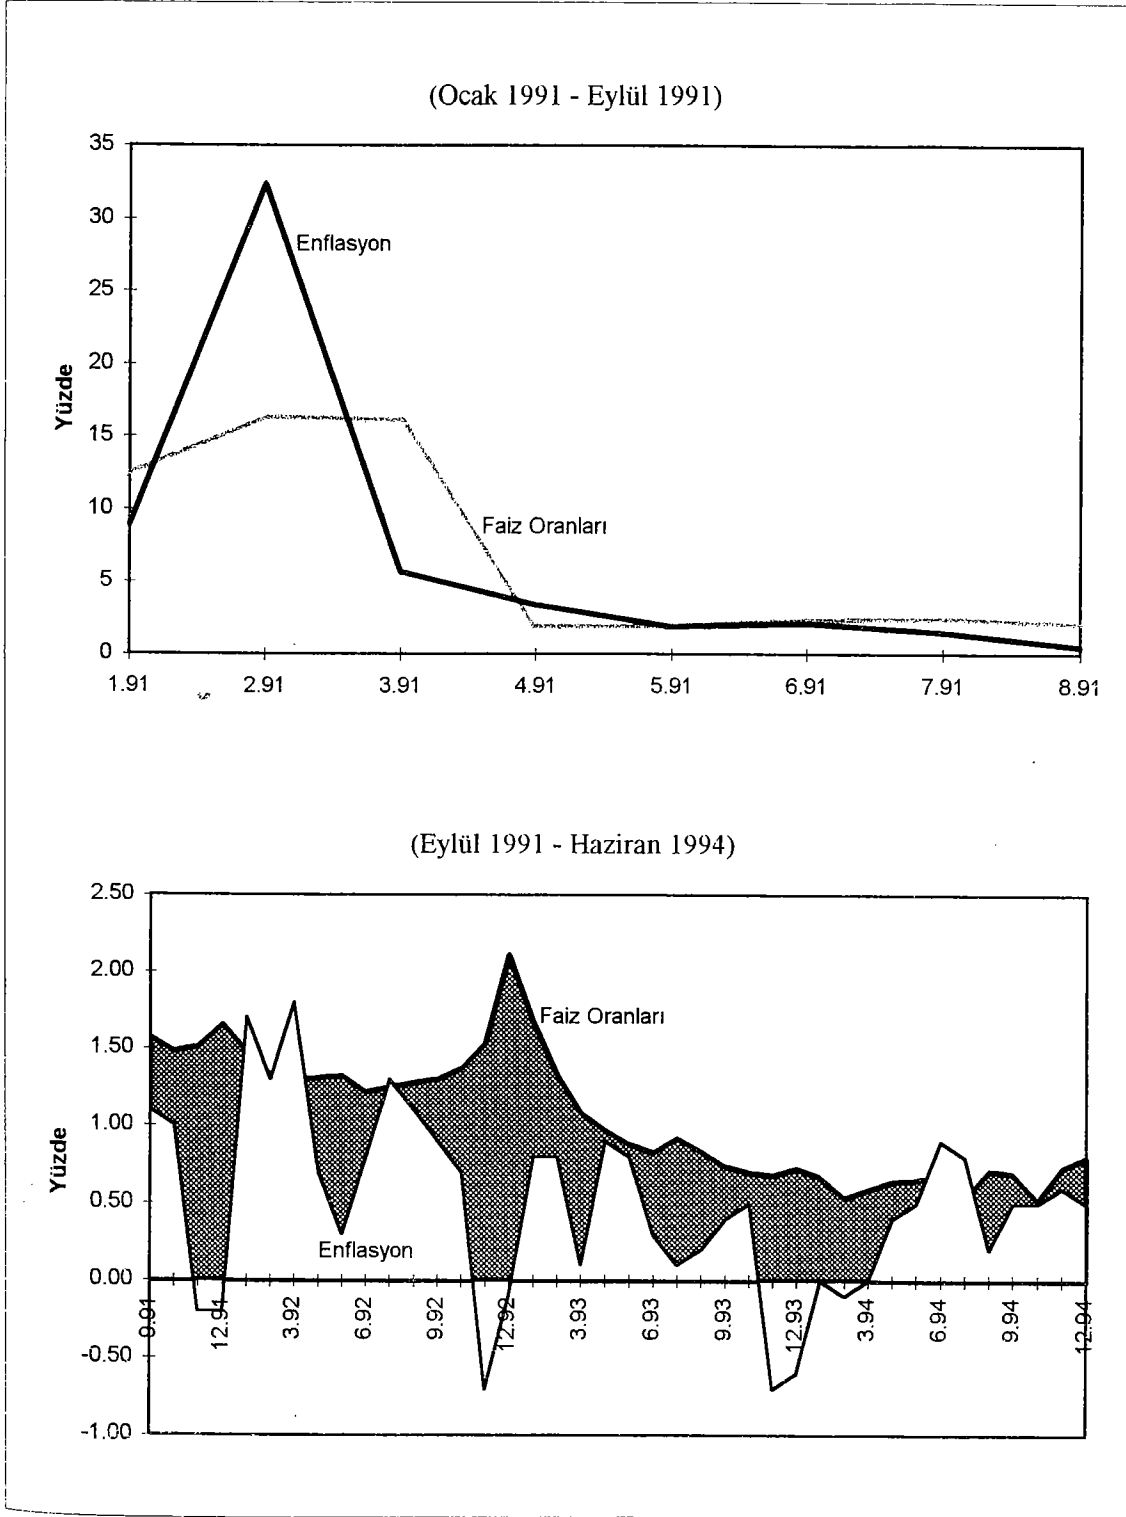 (Ocak 1991 - Eylül 1991)
35
30
25
20
15
10
5
0
Yüzde
Enflasyon
Faiz Oranları
1.91 2.91 3.91 4.91 5.91 6.91 7.91 8.91
(Eylül 1991 - Haziran 1994)
2.50
2.00
1.50
1.00
0.50
0.00
-0.50
-1.00
Yüzde
Faiz Oranları
Enflasyon
9.91 12.91 3.92 6.92 9.92 12.92 3.93 6.93 9.93 12.93 3.94 6.94 9.94 12.94